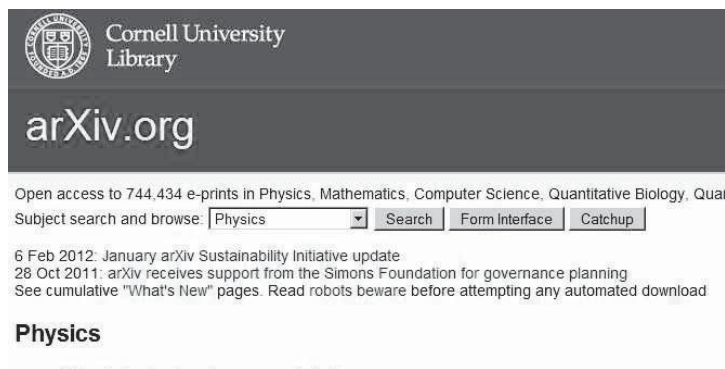 Cornell University
Library
arXiv.org
Open access to 744,434 e-prints in Physics, Mathematics, Computer Science, Quantitative Biology,
Subject search and browse: Physics Search Form Interface Catchup
6 Feb 2012: January arXiv Sustainability Initiative update
28 Oct 2011: arXiv receives support from the Simons Foundation for governance planning
See cumulative "What's New" pages. Read robots beware before attempting any automated download
Physics